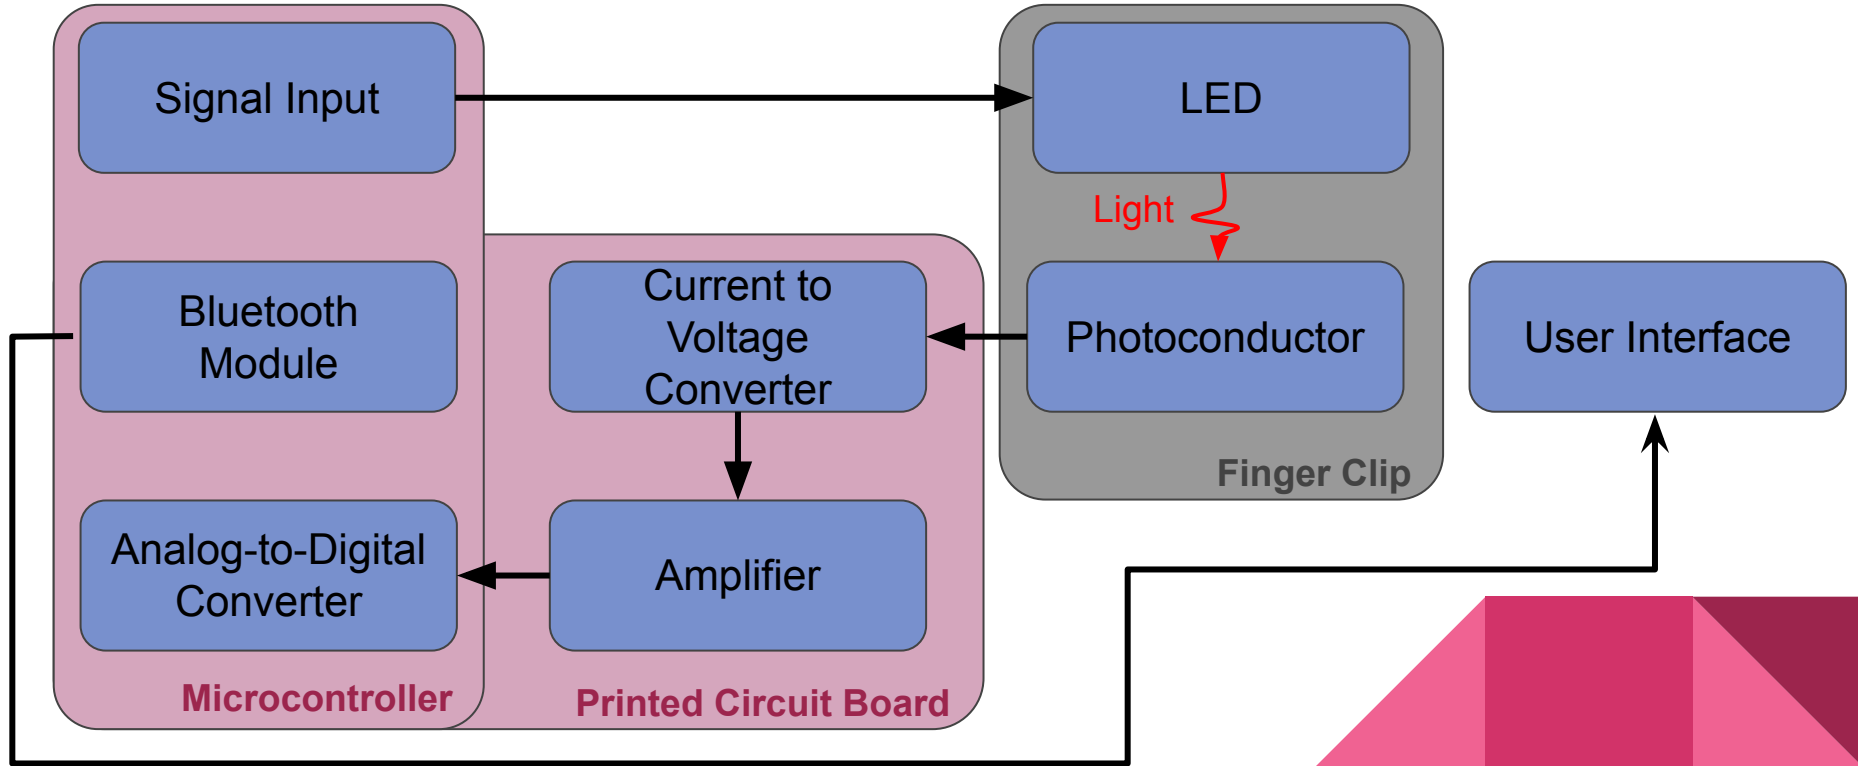 Signal Input
LED
Light
Bluetooth
Module
Current to
Voltage
Converter
Photoconductor
User Interface
Finger Clip
Analog-to-Digital
Converter
Amplifier
Microcontroller
Printed Circuit Board